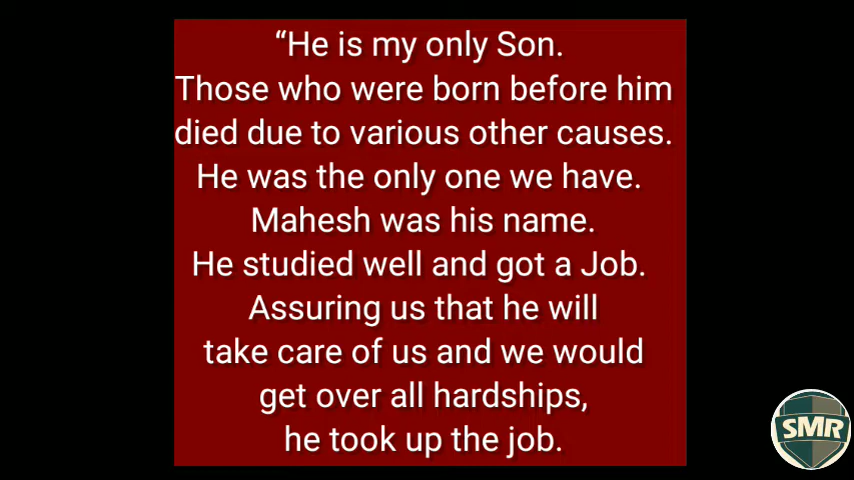 “He is my only Son.
Those who were born before him
died due to various other causes.
He was the only one we have.
Mahesh was his name.
He studied well and got a Job.
Assuring us that he will
take care of us and we would
get over all hardships,
he took up the job.
SMR